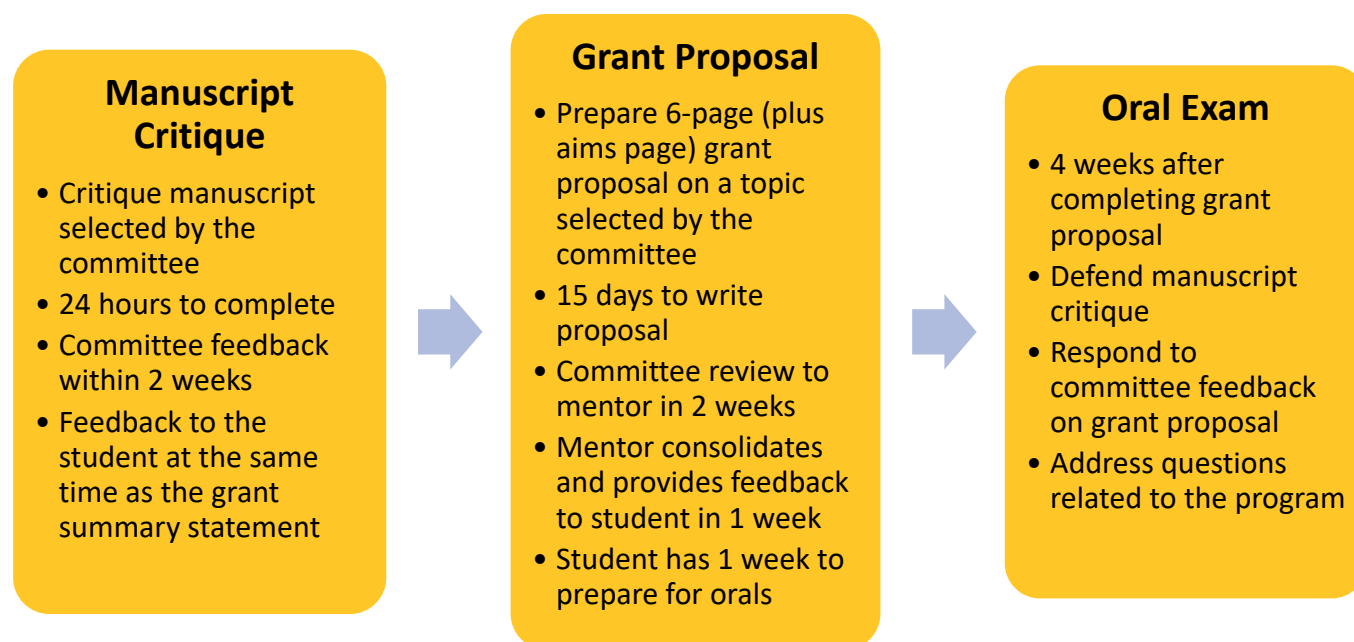 Manuscript
Critique
• Critique manuscript
selected by the
committee
• 24 hours to complete
• Committee feedback
within 2 weeks
• Feedback to the
student at the same
time as the grant
summary statement
Grant Proposal
• Prepare 6-page (plus
aims page) grant
proposal on a topic
selected by the
committee
• 15 days to write
proposal
• Committee review to
mentor in 2 weeks
• Mentor consolidates
and provides feedback
to student in 1 week
• Student has 1 week to
prepare for orals
Oral Exam
• 4 weeks after
completing grant
proposal
• Defend manuscript
critique
• Respond to
committee feedback
on grant proposal
• Address questions
related to the program